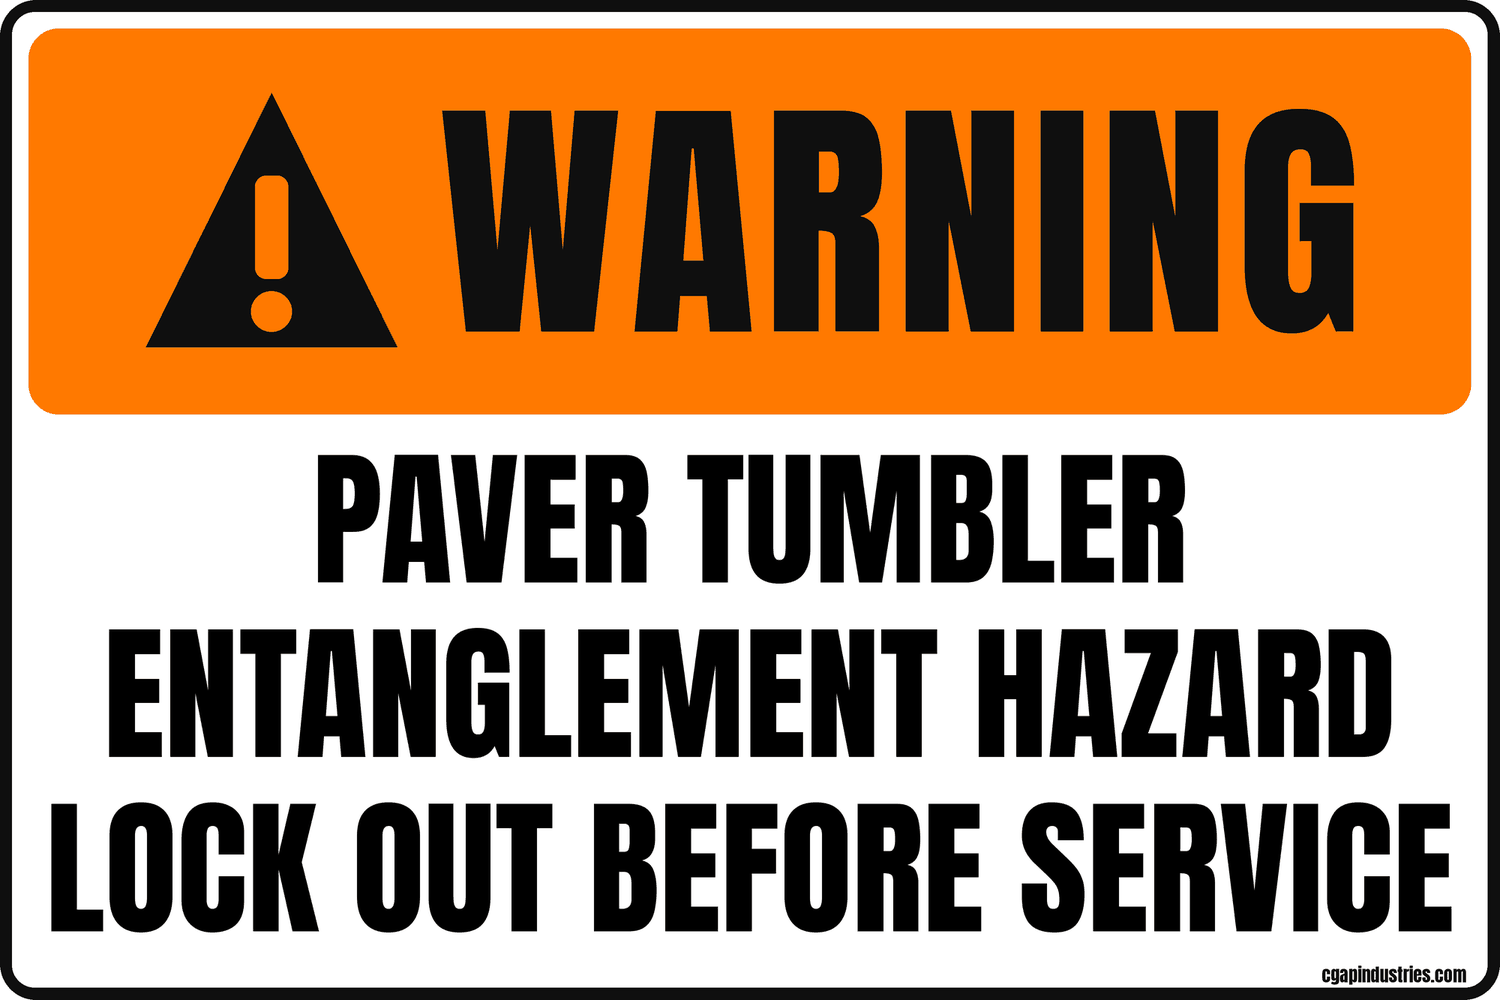 WARNING
PAVER TUMBLER
ENTANGLEMENT HAZARD
LOCK OUT BEFORE SERVICE
cgapindustries.com